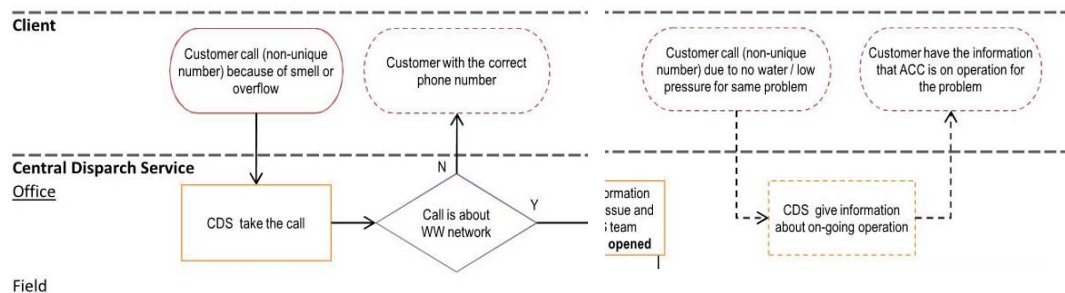 Client
Customer call (non-unique
number) because of smell or
overflow
Customer with the correct
phone number
Customer call (non-unique
number) due to no water / low
pressure for same problem
Customer have the information
that ACC is on operation for
the problem
Central Disparch Service
Office
N
CDS take the call
Call is about
WW network
Y
ormation
issue and
S team
opened
CDS give information
about on-going operation
Field